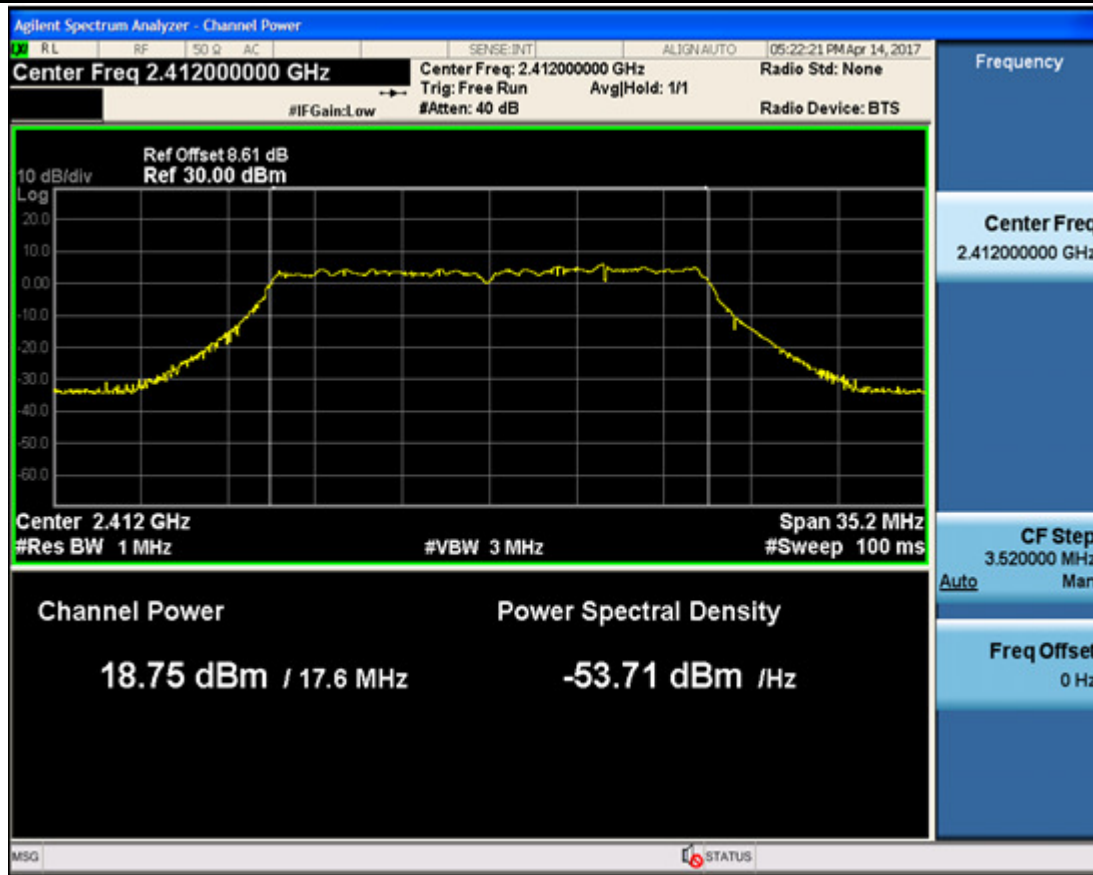 Agilent Spectrum Analyzer - Channel Power
LXI RL RF 50 Ω AC SENSE:INT ALIGN AUTO 05:22:21 PM Apr 14, 2017
Center Freq 2.412000000 GHz
Center Freq: 2.412000000 GHz
Radio Std: None
Trig: Free Run Avg|Hold: 1/1
#IFGain:Low
#Atten: 40 dB
Radio Device: BTS
Frequency
Ref Offset 8.61 dB
10 dB/div Ref 30.00 dBm
Log
20.0
10.0
0.00
-10.0
-20.0
-30.0
-40.0
-50.0
-60.0
Center 2.412 GHz Span 35.2 MHz
#Res BW 1 MHz #VBW 3 MHz #Sweep 100 ms
Channel Power Power Spectral Density
18.75 dBm / 17.6 MHz -53.71 dBm /Hz
Center Freq
2.412000000 GHz
CF Step
3.520000 MHz
Auto Man
Freq Offset
0 Hz
MSG STATUS